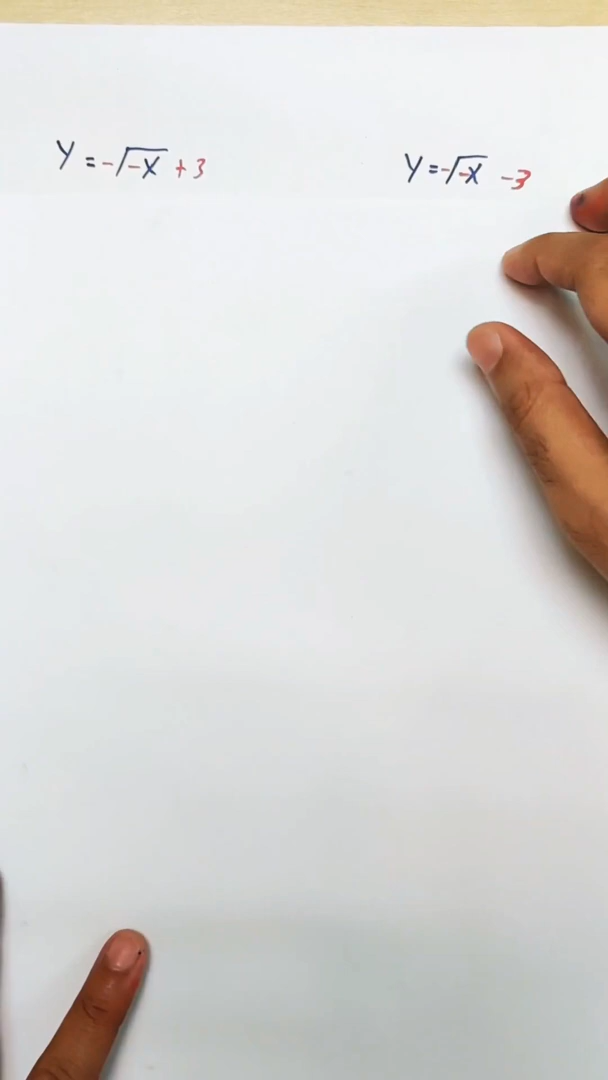 Y = -√-X + 3
Y = -√-X - 3